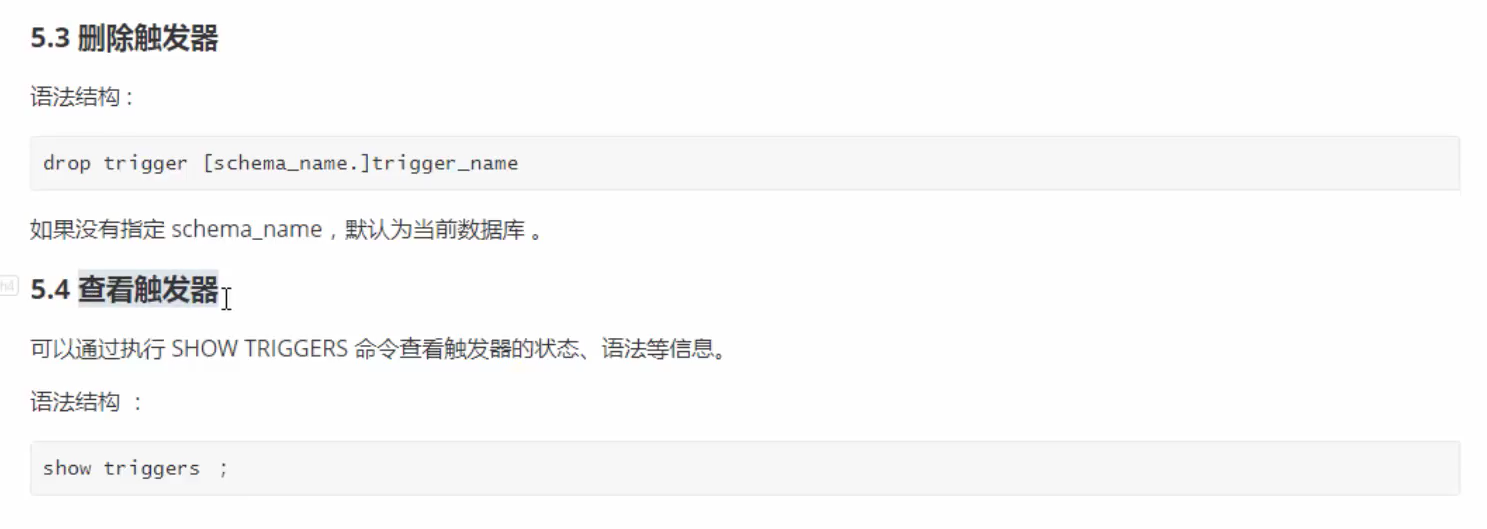 5.3 删除触发器
语法结构 :
drop trigger [schema_name.]trigger_name
如果没有指定 schema_name，默认为当前数据库 。
h4
5.4 查看触发器
可以通过执行 SHOW TRIGGERS 命令查看触发器的状态、语法等信息。
语法结构 ：
show triggers ；